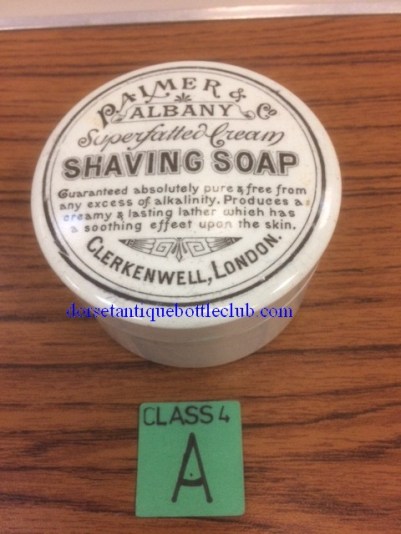 PALMER & Co
ALBANY
Superfatted Cream
SHAVING SOAP
Guaranteed absolutely pure & free from
any excess of alkalinity. Produces a
creamy & lasting lather which has
a soothing effect upon the skin.
CLERKENWELL, LONDON.
dorsetantiquebottleclub.com
CLASS 4
A